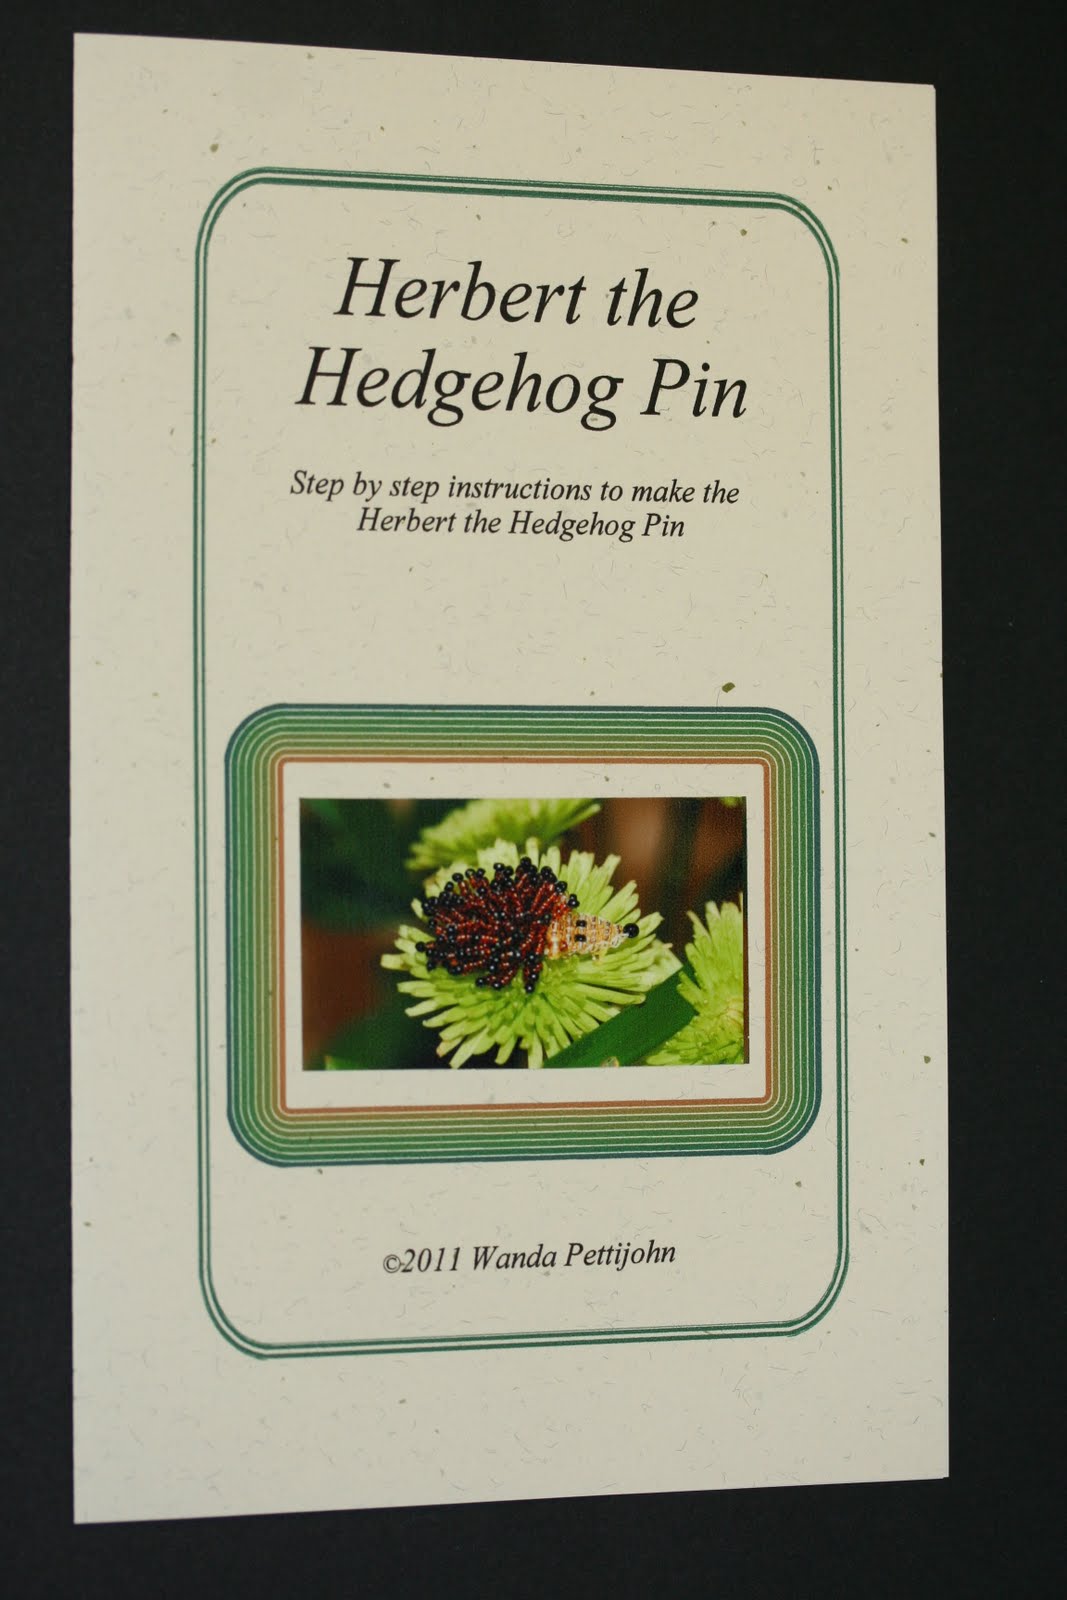 Herbert the
Hedgehog Pin
Step by step instructions to make the
Herbert the Hedgehog Pin
©2011 Wanda Pettijohn